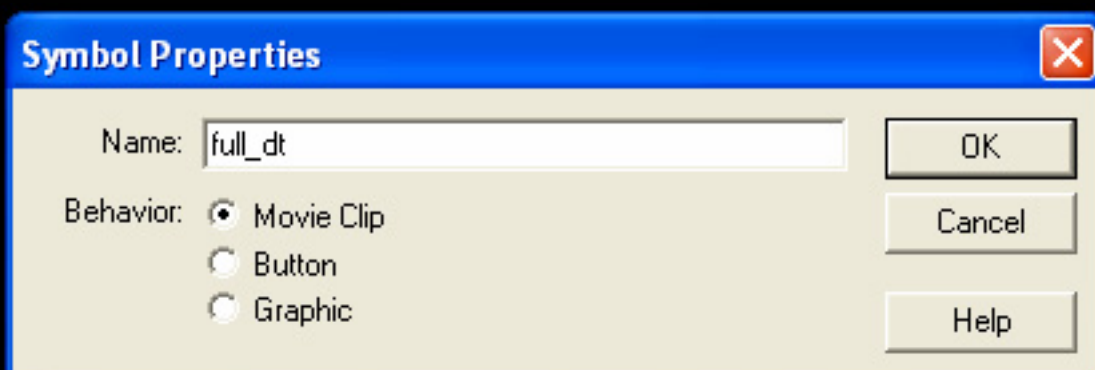 Symbol Properties
Name: full_dt OK
Behavior: Movie Clip Cancel
Button
Graphic Help